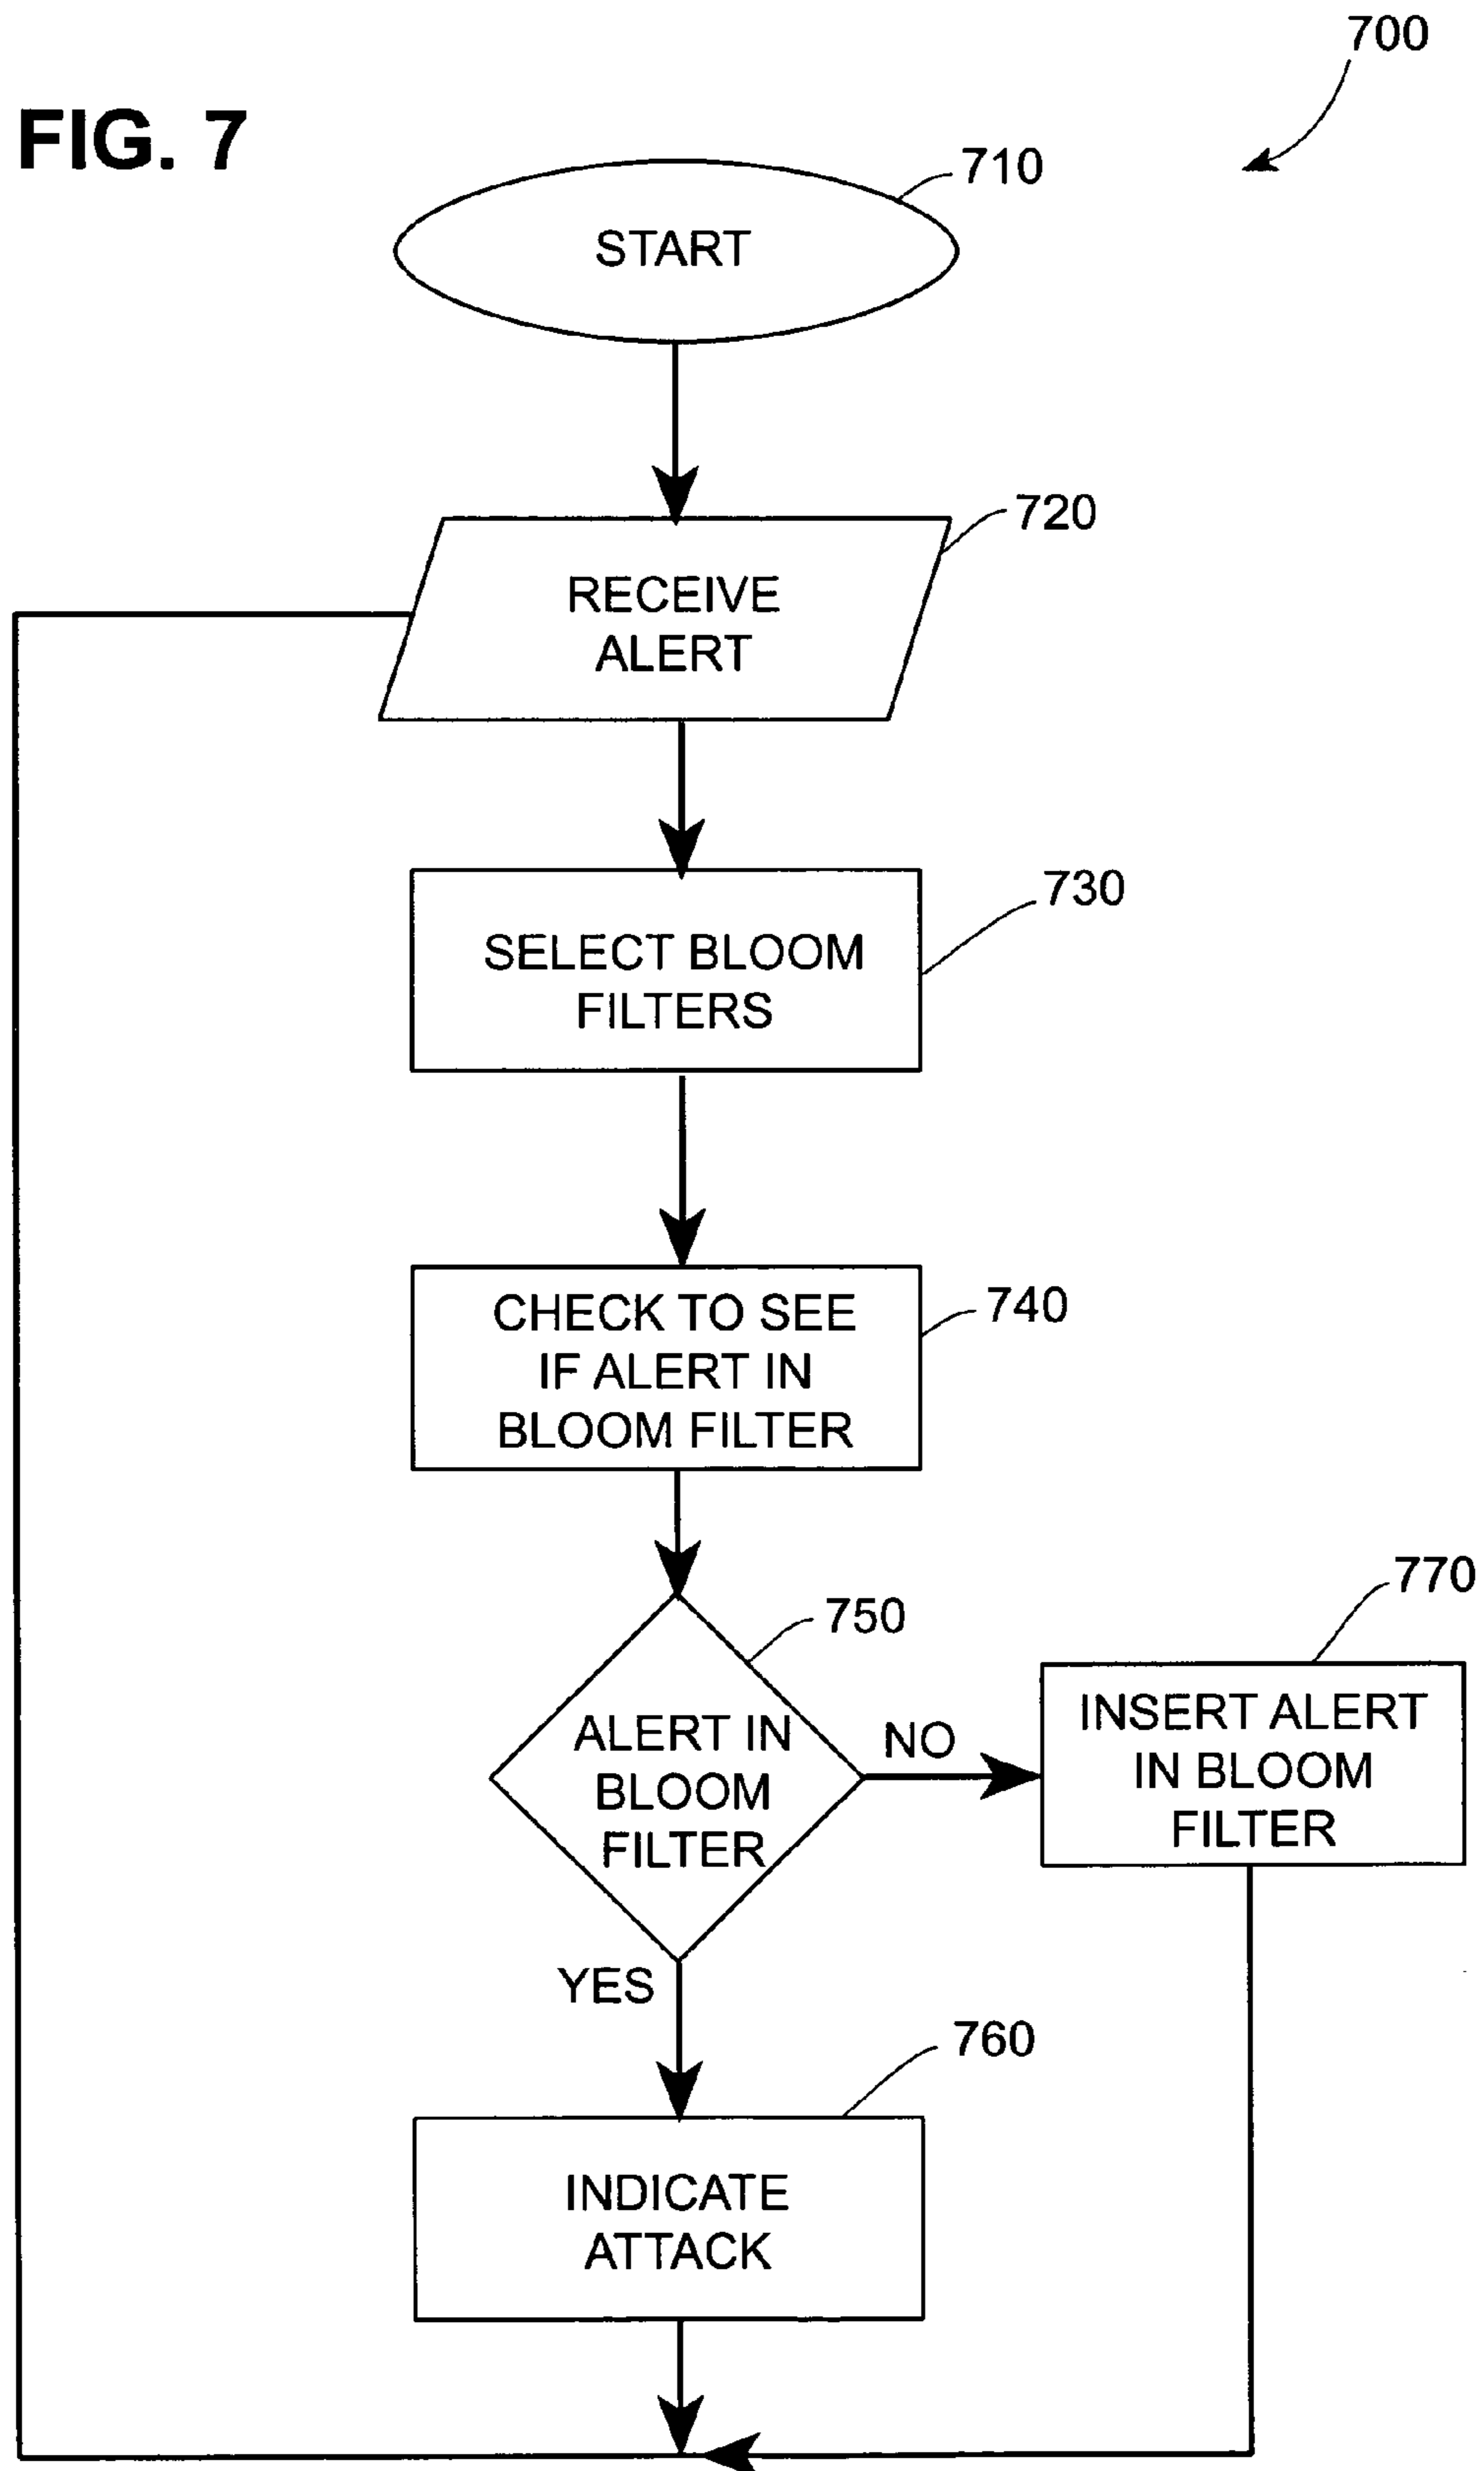 700
FIG. 7
710
START
720
RECEIVE
ALERT
730
SELECT BLOOM
FILTERS
740
CHECK TO SEE
IF ALERT IN
BLOOM FILTER
750
770
ALERT IN
BLOOM
FILTER
NO
INSERT ALERT
IN BLOOM
FILTER
YES
760
INDICATE
ATTACK